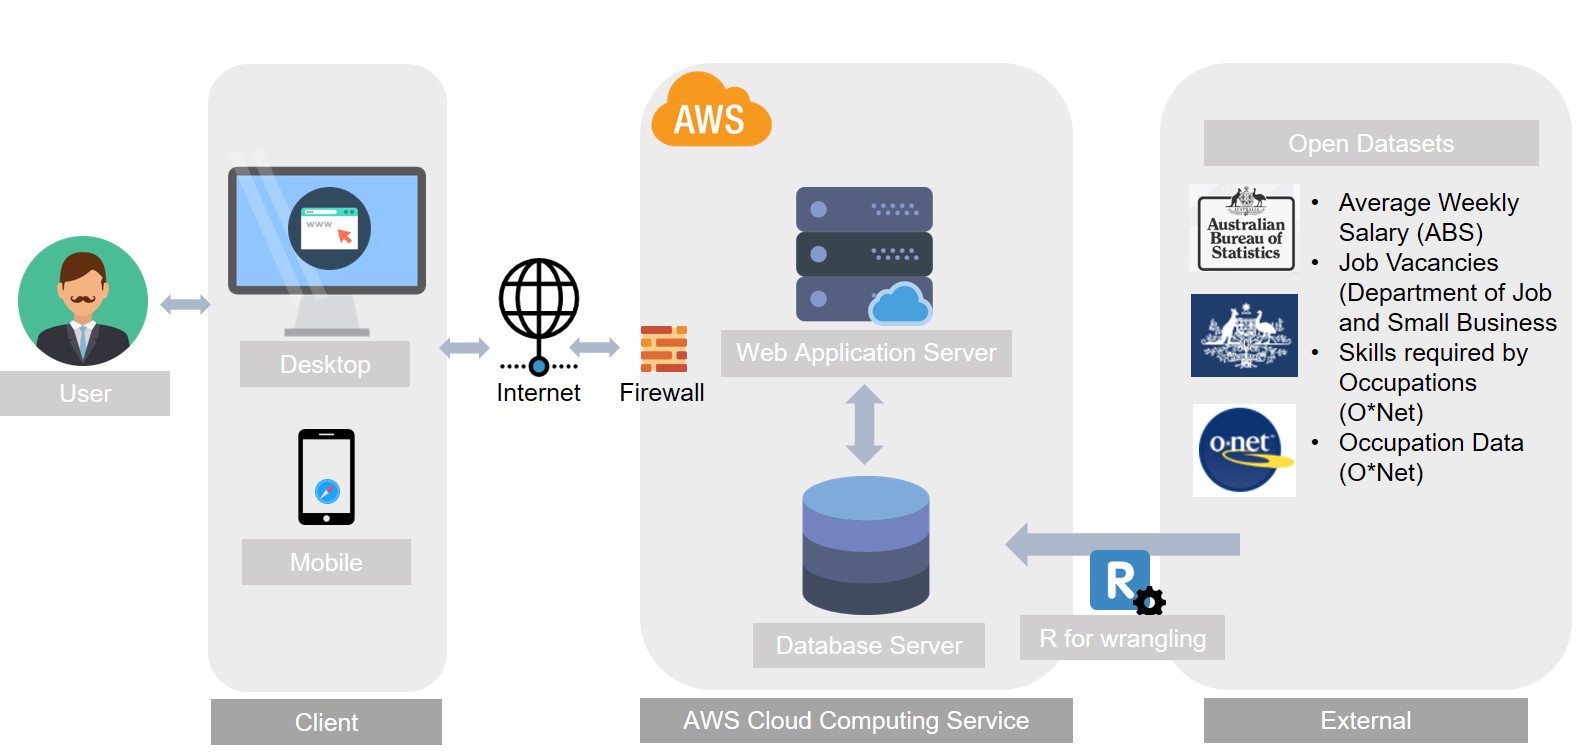 AWS
Open Datasets
Australian
Bureau of
Statistics
• Average Weekly
Salary (ABS)
• Job Vacancies
(Department of Job
and Small Business
• Skills required by
Occupations
(O*Net)
• Occupation Data
(O*Net)
o·net
www
User
Desktop
Mobile
Internet
Firewall
Web Application Server
Database Server
R
R for wrangling
Client
AWS Cloud Computing Service
External